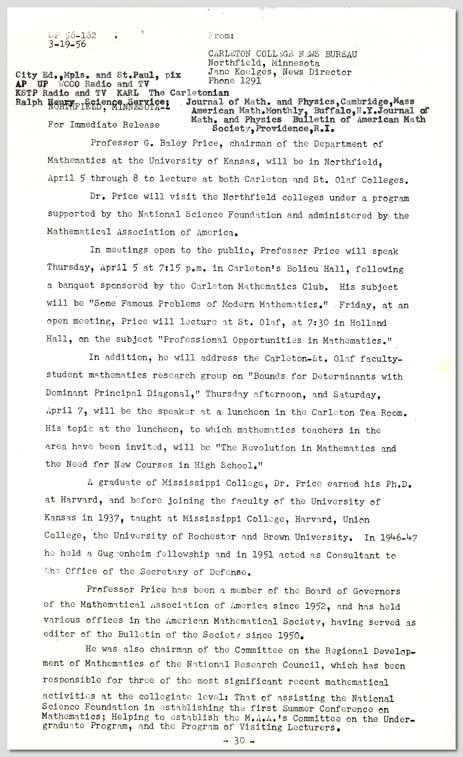 56-162
3-19-56
From:
CARLETON COLLEGE NEWS BUREAU
Northfield, Minnesota
Jane Koelges, News Director
Phone 1291
City Ed.,Mpls. and St.Paul, pix
AP UP WCCO Radio and TV
KSTP Radio and TV KARL The Carletonian
Ralph Henry, Science Service; Journal of Math. and Physics,Cambridge,Mass
NORTHFIELD, MINNESOTA-- American Math.Monthly, Buffalo,N.Y.Journal of
Math. and Physics Bulletin of American Math
For Immediate Release Society,Providence,R.I.
Professor G. Baley Price, chairman of the Department of
Mathematics at the University of Kansas, will be in Northfield,
April 5 through 8 to lecture at both Carleton and St. Olaf Colleges.
Dr. Price will visit the Northfield colleges under a program
supported by the National Science Foundation and administered by the
Mathematical Association of America.
In meetings open to the public, Professor Price will speak
Thursday, April 5 at 7:15 p.m. in Carleton's Boliou Hall, following
a banquet sponsored by the Carleton Mathematics Club. His subject
will be "Some Famous Problems of Modern Mathematics." Friday, at an
open meeting, Price will lecture at St. Olaf, at 7:30 in Holland
Hall, on the subject "Professional Opportunities in Mathematics."
In addition, he will address the Carleton-St. Olaf faculty-
student mathematics research group on "Bounds for Determinants with
Dominant Principal Diagonal," Thursday afternoon, and Saturday,
April 7, will be the speaker at a luncheon in the Carleton Tea Room.
His topic at the luncheon, to which mathematics teachers in the
area have been invited, will be "The Revolution in Mathematics and
the Need for New Courses in High School."
A graduate of Mississippi College, Dr. Price earned his Ph.D.
at Harvard, and before joining the faculty of the University of
Kansas in 1937, taught at Mississippi College, Harvard, Union
College, the University of Rochester and Brown University. In 1946-47
he held a Guggenheim fellowship and in 1951 acted as Consultant to
the Office of the Secretary of Defense.
Professor Price has been a member of the Board of Governors
of the Mathematical Association of America since 1952, and has held
various offices in the American Mathematical Society, having served as
editor of the Bulletin of the Society since 1950.
He was also chairman of the Committee on the Regional Develop-
ment of Mathematics of the National Research Council, which has been
responsible for three of the most significant recent mathematical
activities at the collegiate level: That of assisting the National
Science Foundation in establishing the first Summer Conference on
Mathematics; Helping to establish the M.A.A.'s Committee on the Under-
graduate Program, and the Program of Visiting Lecturers.
- 30 -